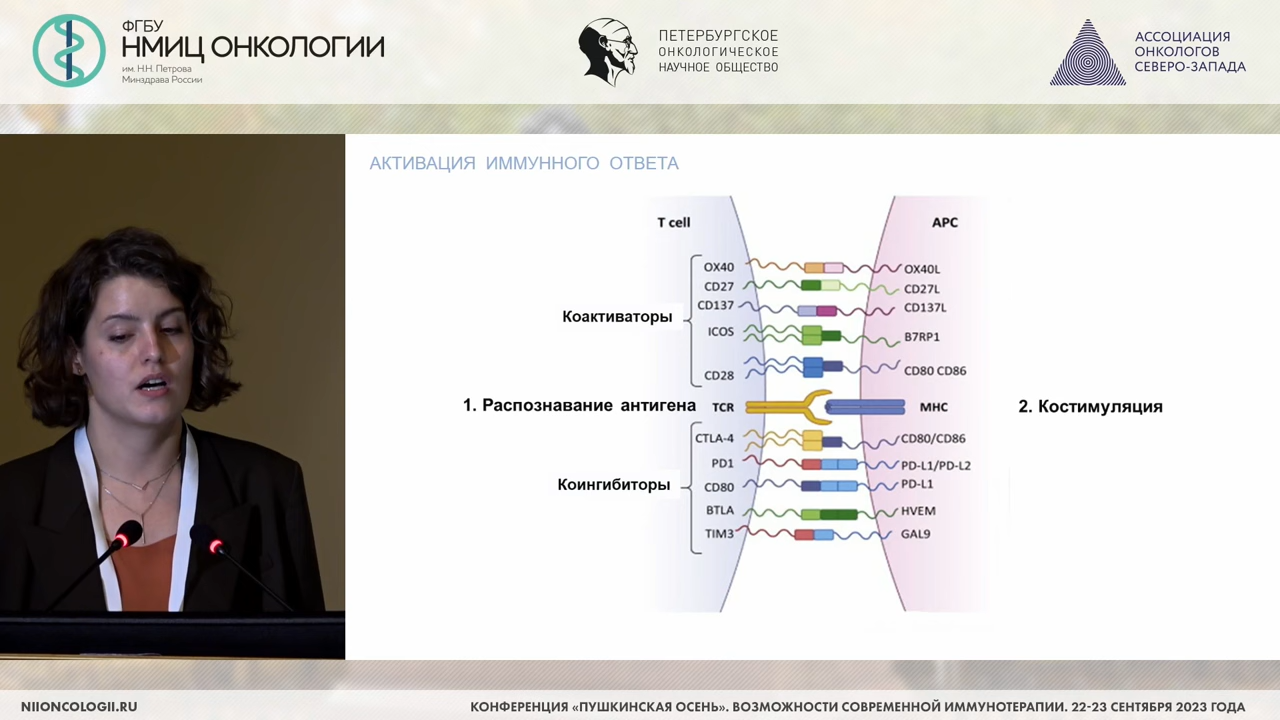 ФГБУ
НМИЦ ОНКОЛОГИИ
им. Н.Н. Петрова
Минздрава России
ПЕТЕРБУРГСКОЕ
ОНКОЛОГИЧЕСКОЕ
НАУЧНОЕ ОБЩЕСТВО
АССОЦИАЦИЯ
ОНКОЛОГОВ
СЕВЕРО-ЗАПАДА
АКТИВАЦИЯ ИММУННОГО ОТВЕТА
T cell
APC
Коактиваторы
OX40
OX40L
CD27
CD27L
CD137
CD137L
ICOS
B7RP1
CD28
CD80 CD86
1. Распознавание антигена
TCR
MHC
2. Костимуляция
Коингибиторы
CTLA-4
CD80/CD86
PD1
PD-L1/PD-L2
CD80
PD-L1
BTLA
HVEM
TIM3
GAL9
NIIONCOLOGII.RU
КОНФЕРЕНЦИЯ «ПУШКИНСКАЯ ОСЕНЬ». ВОЗМОЖНОСТИ СОВРЕМЕННОЙ ИММУНОТЕРАПИИ. 22-23 СЕНТЯБРЯ 2023 ГОДА